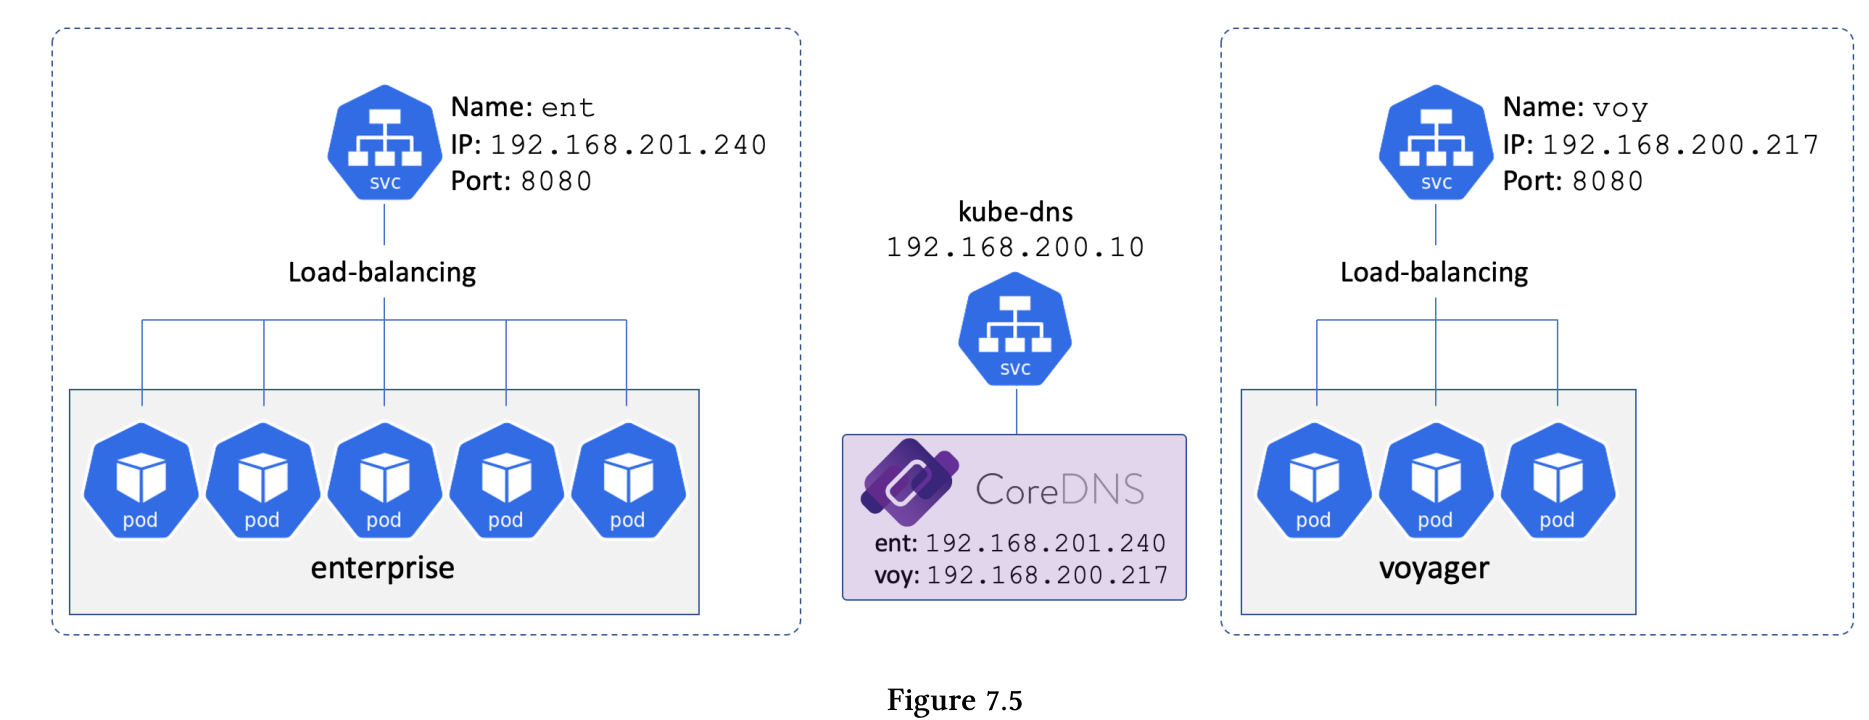 Name: ent
IP: 192.168.201.240
Port: 8080
svc
Load-balancing
pod
pod
pod
pod
pod
enterprise
kube-dns
192.168.200.10
svc
CoreDNS
ent: 192.168.201.240
voy: 192.168.200.217
Name: voy
IP: 192.168.200.217
Port: 8080
svc
Load-balancing
pod
pod
pod
voyager
Figure 7.5